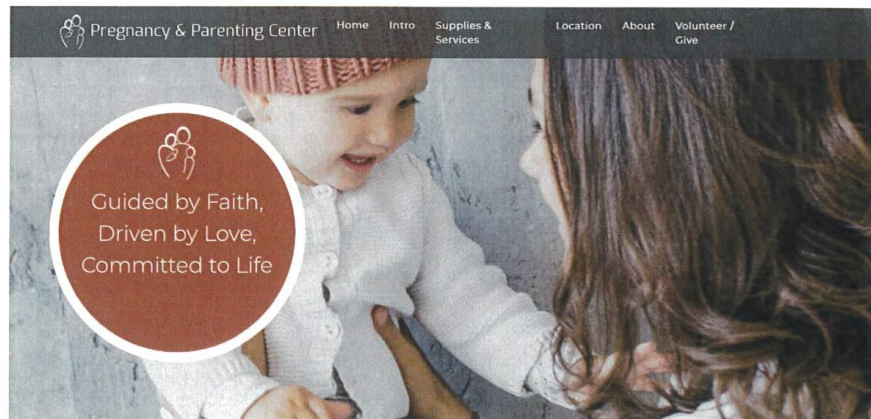 Pregnancy & Parenting Center
Home
Intro
Supplies &
Services
Location
About
Volunteer /
Give
Guided by Faith,
Driven by Love,
Committed to Life